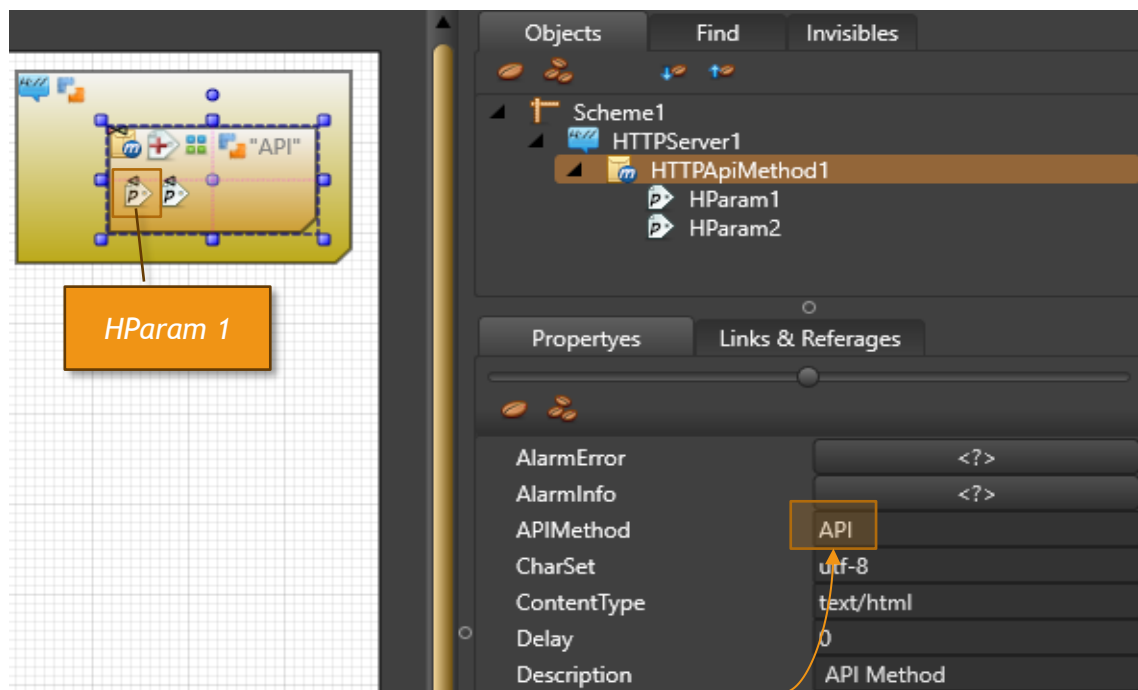 Objects Find Invisibles
Scheme1
HTTPServer1
HTTPApiMethod1
HParam1
HParam2
"API"
HParam 1
Propertyes Links & Referages
AlarmError <?>
AlarmInfo <?>
APIMethod API
CharSet utf-8
ContentType text/html
Delay 0
Description API Method